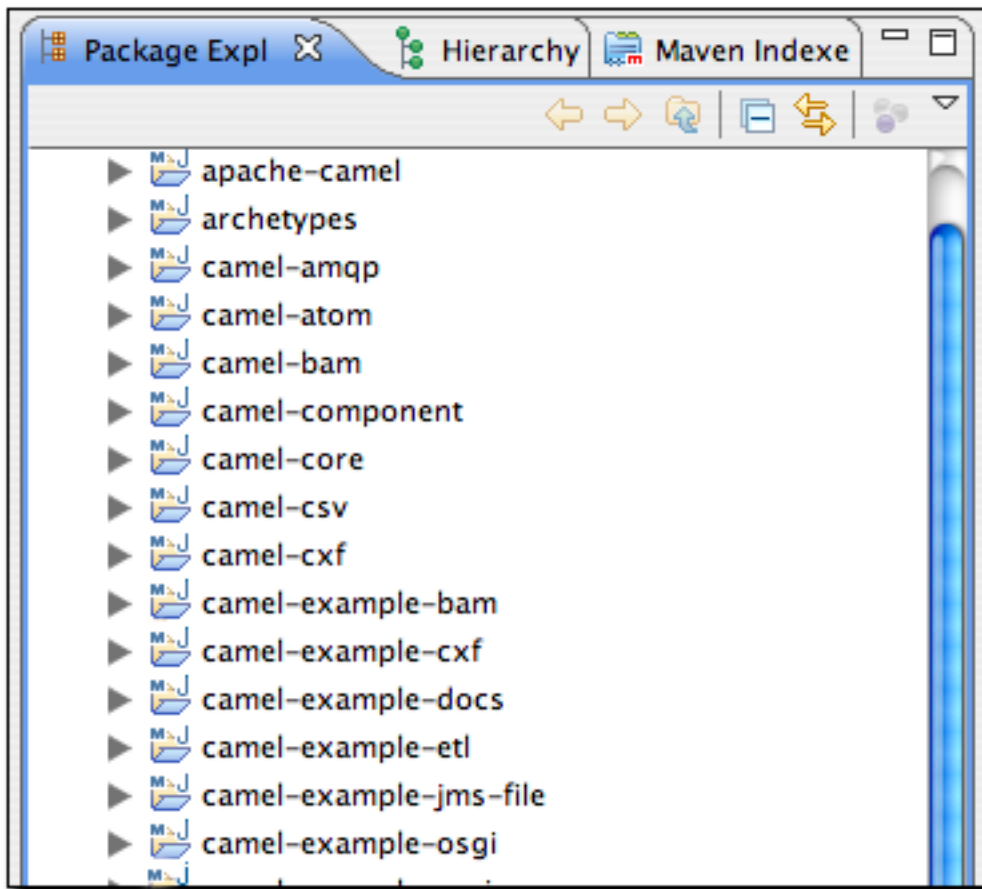 Package Expl
Hierarchy
Maven Indexe
apache-camel
archetypes
camel-amqp
camel-atom
camel-bam
camel-component
camel-core
camel-csv
camel-cxf
camel-example-bam
camel-example-cxf
camel-example-docs
camel-example-etl
camel-example-jms-file
camel-example-osgi